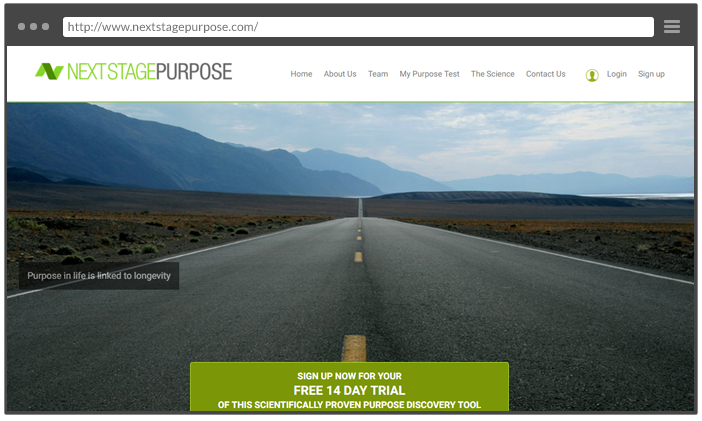 http://www.nextstagepurpose.com/
NEXTSTAGEPURPOSE
Home About Us Team My Purpose Test The Science Contact Us Login Sign up
Purpose in life is linked to longevity
SIGN UP NOW FOR YOUR
FREE 14 DAY TRIAL
OF THIS SCIENTIFICALLY PROVEN PURPOSE DISCOVERY TOOL